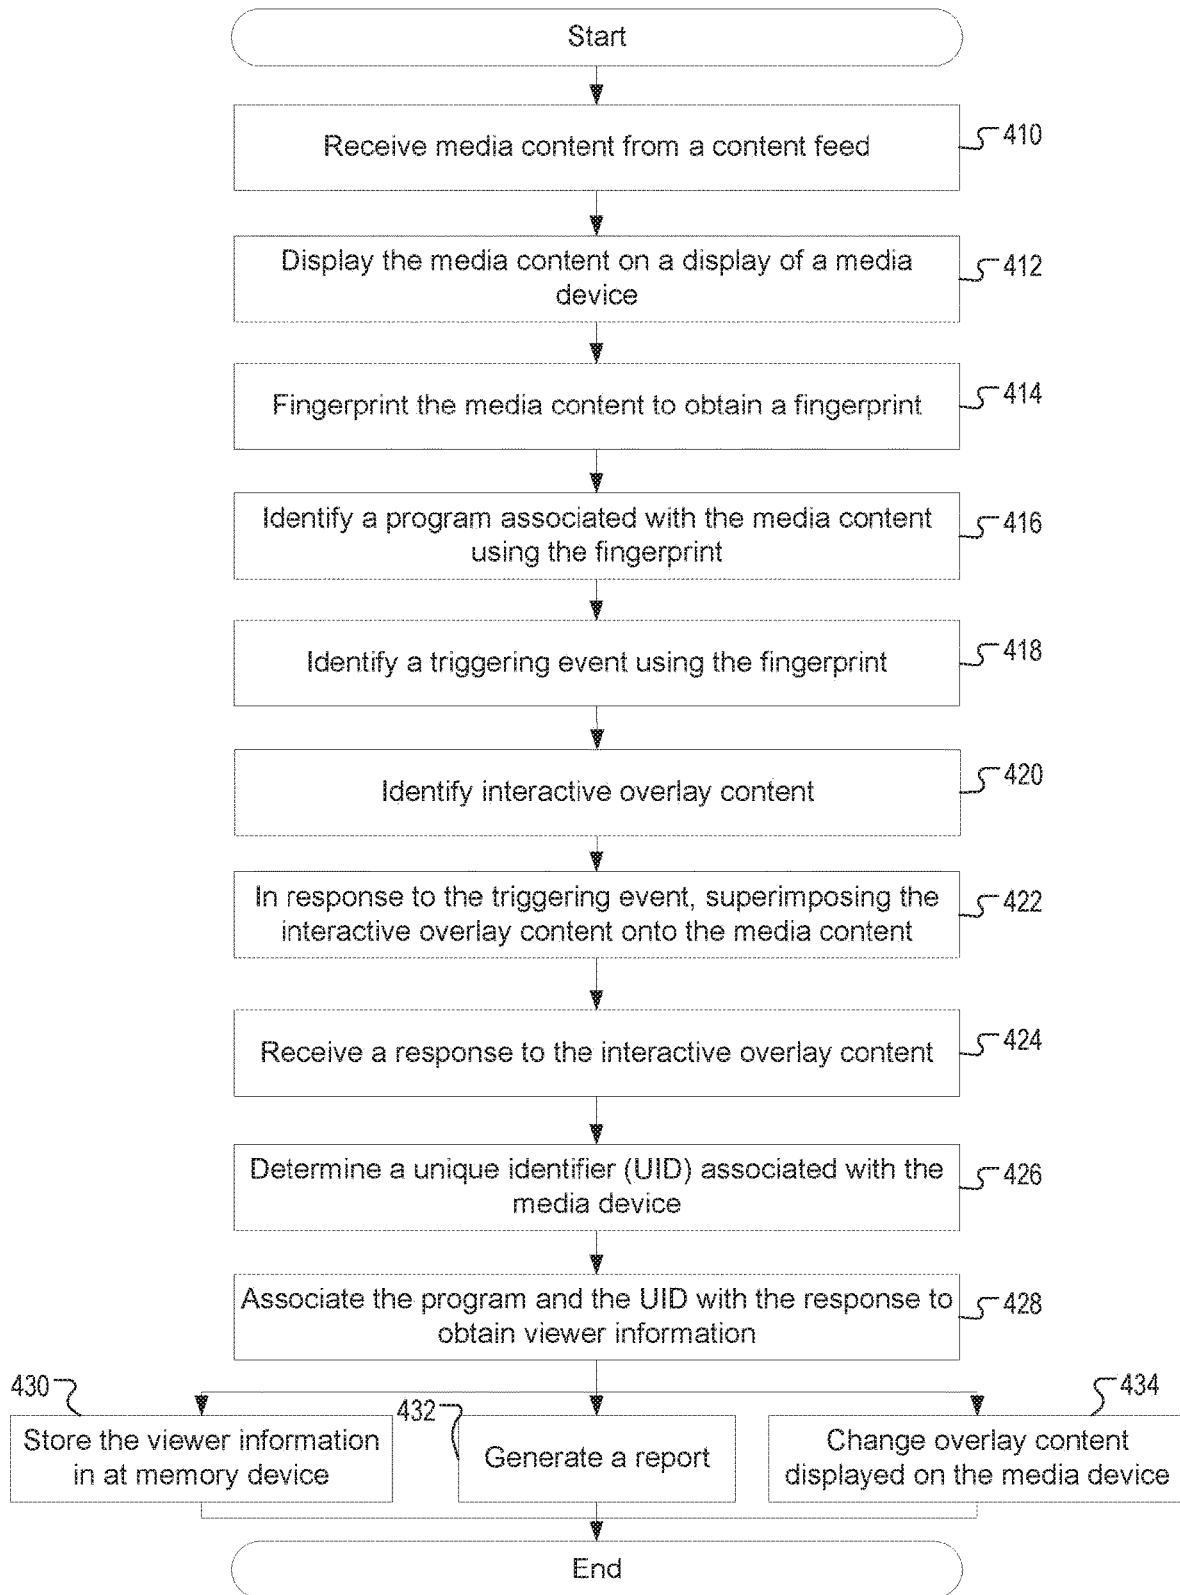 Start
Receive media content from a content feed
410
Display the media content on a display of a media
device
412
Fingerprint the media content to obtain a fingerprint
414
Identify a program associated with the media content
using the fingerprint
416
Identify a triggering event using the fingerprint
418
Identify interactive overlay content
420
In response to the triggering event, superimposing the
interactive overlay content onto the media content
422
Receive a response to the interactive overlay content
424
Determine a unique identifier (UID) associated with the
media device
426
Associate the program and the UID with the response to
obtain viewer information
428
430
Store the viewer information
in at memory device
432
Generate a report
434
Change overlay content
displayed on the media device
End